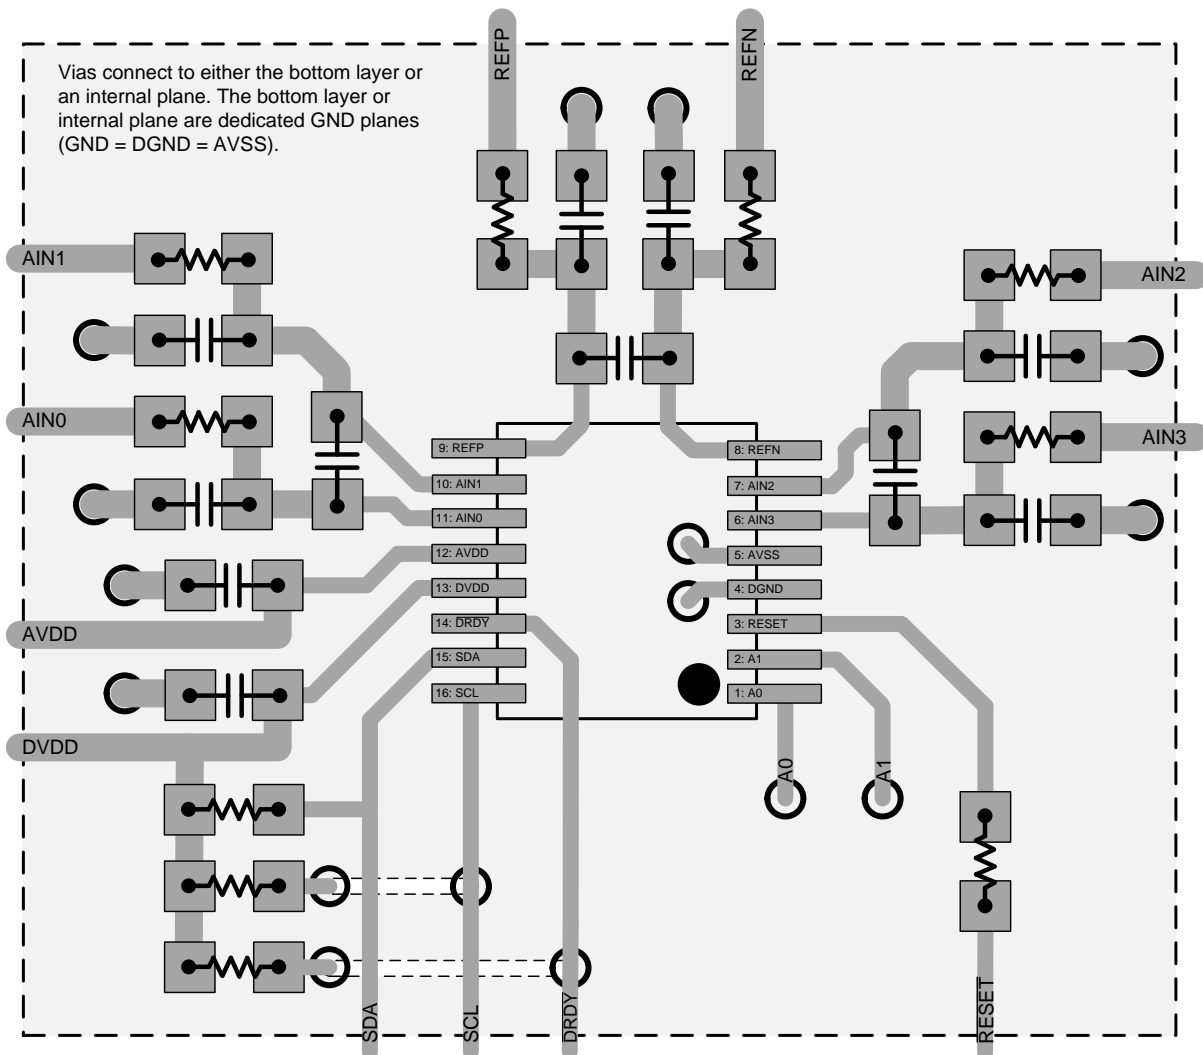 REFP
REFN
Vias connect to either the bottom layer or
an internal plane. The bottom layer or
internal plane are dedicated GND planes
(GND = DGND = AVSS).
AIN1
AIN2
AIN0
AIN3
9: REFP
8: REFN
10: AIN1
7: AIN2
11: AIN0
6: AIN3
12: AVDD
5: AVSS
13: DVDD
4: DGND
14: D̅R̅D̅Y̅
3: RESET
AVDD
15: SDA
2: A1
16: SCL
1: A0
DVDD
A0
A1
SDA
SCL
D̅R̅D̅Y̅
R̅E̅S̅E̅T̅